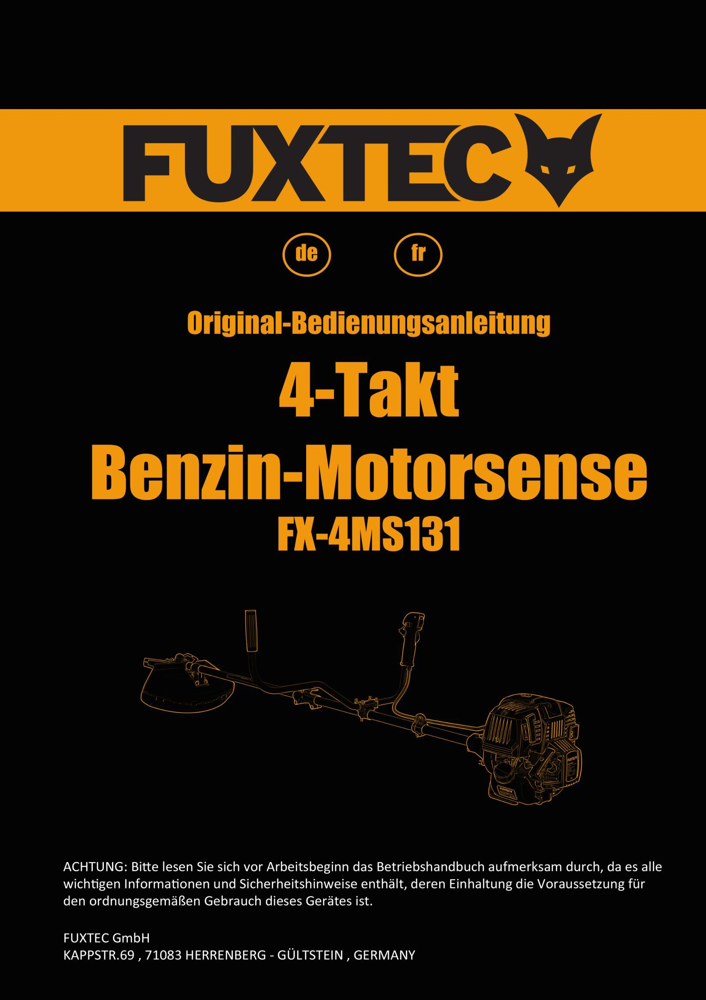 FUXTEC
de fr
Original-Bedienungsanleitung
4-Takt
Benzin-Motorsense
FX-4MS131
FUXTEC
FUXTEC
ACHTUNG: Bitte lesen Sie sich vor Arbeitsbeginn das Betriebshandbuch aufmerksam durch, da es alle
wichtigen Informationen und Sicherheitshinweise enthält, deren Einhaltung die Voraussetzung für
den ordnungsgemäßen Gebrauch dieses Gerätes ist.
FUXTEC GmbH
KAPPSTR.69 , 71083 HERRENBERG - GÜLTSTEIN , GERMANY